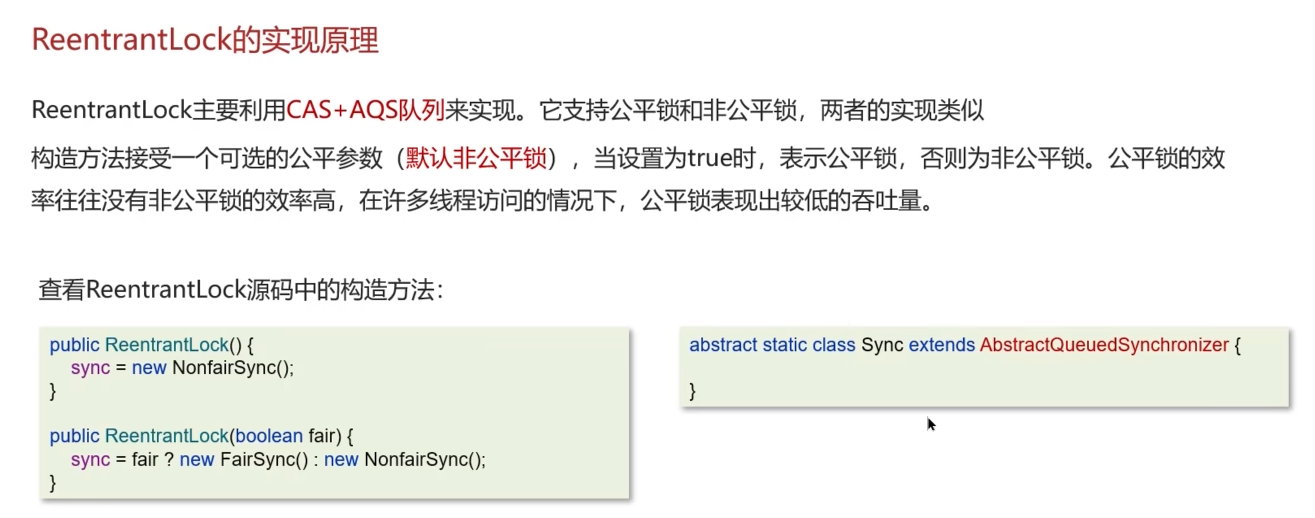 ReentrantLock的实现原理
ReentrantLock主要利用CAS+AQS队列来实现。它支持公平锁和非公平锁，两者的实现类似
构造方法接受一个可选的公平参数（默认非公平锁），当设置为true时，表示公平锁，否则为非公平锁。公平锁的效
率往往没有非公平锁的效率高，在许多线程访问的情况下，公平锁表现出较低的吞吐量。
查看ReentrantLock源码中的构造方法：
public ReentrantLock() {
sync = new NonfairSync();
}
public ReentrantLock(boolean fair) {
sync = fair ? new FairSync() : new NonfairSync();
}
abstract static class Sync extends AbstractQueuedSynchronizer {
}